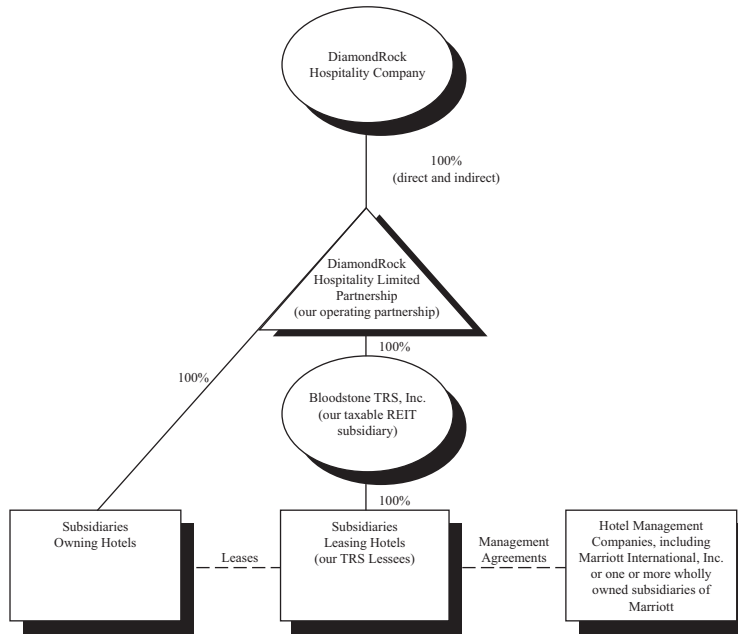 DiamondRock
Hospitality Company
100%
(direct and indirect)
DiamondRock
Hospitality Limited
Partnership
(our operating partnership)
100%
100%
Bloodstone TRS, Inc.
(our taxable REIT
subsidiary)
100%
Subsidiaries
Owning Hotels
Leases
Subsidiaries
Leasing Hotels
(our TRS Lessees)
Management
Agreements
Hotel Management
Companies, including
Marriott International, Inc.
or one or more wholly
owned subsidiaries of
Marriott